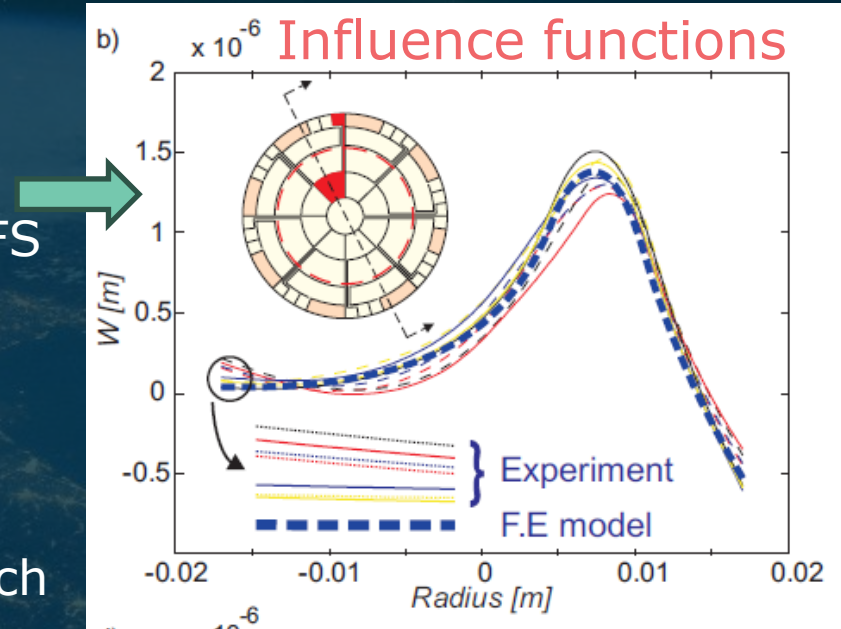 b)
x 10-6
Influence functions
2
1.5
1
0.5
0
-0.5
W [m]
FS
Experiment
F.E model
ch
-0.02
-0.01
0
0.01
0.02
Radius [m]
-6